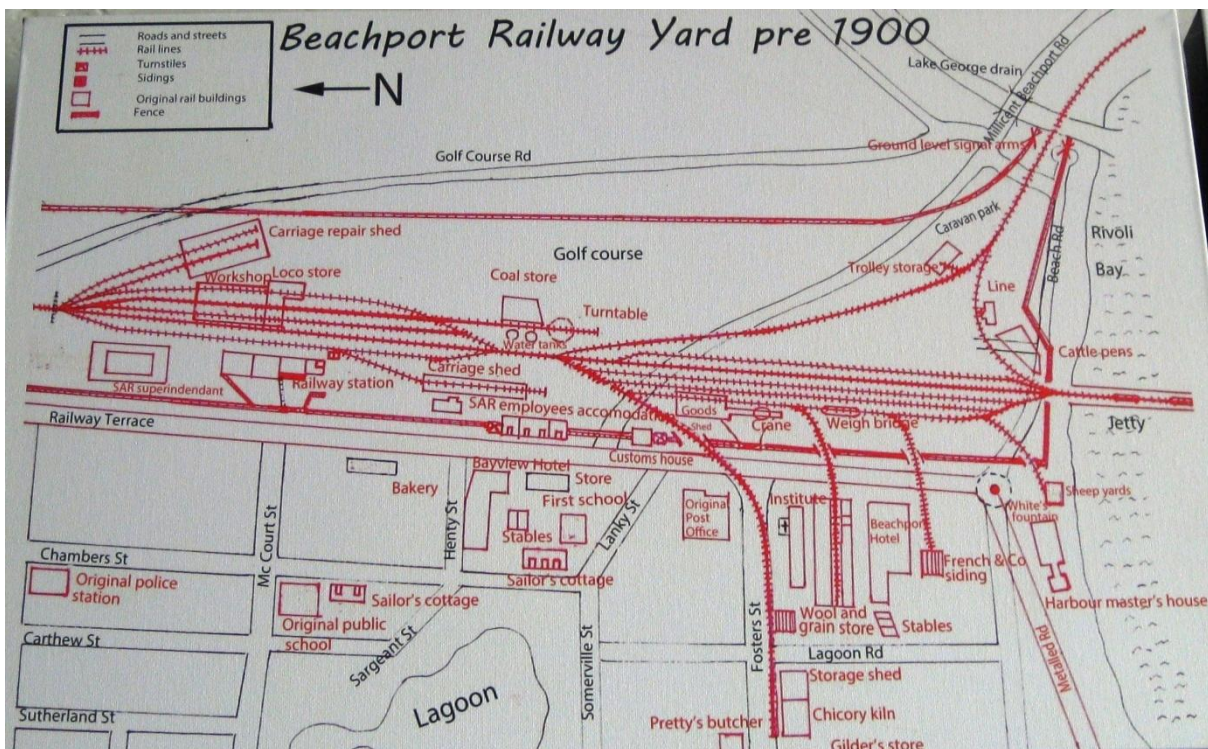 Beachport Railway Yard pre 1900
Roads and streets
Rail lines
Turnstiles
Sidings
Original rail buildings
Fence
N
Lake George drain
Millicent Beachport Rd
Golf Course Rd
Ground level signal arms
Carriage repair shed
Caravan park
Beach Rd
Rivoli
Bay
Golf course
Workshop
Loco store
Coal store
Trolley storage
Line
Turntable
Water tanks
Cattle pens
SAR superindendant
Railway station
Carriage shed
SAR employees accomodation
Goods
Shed
Crane
Weigh bridge
Jetty
Railway Terrace
Customs house
Bakery
Henty St
Bayview Hotel
Store
First school
Stables
Lanky St
Original
Post
Office
Institute
Beachport
Hotel
White's
fountain
Sheep yards
Chambers St
Mc Court St
Sailor's cottage
French & Co
siding
Original police
station
Sailor's cottage
Original public
school
Harbour master's house
Wool and
grain store
Stables
Carthew St
Sargeant St
Somerville St
Fosters St
Lagoon Rd
Metalled Rd
Lagoon
Storage shed
Sutherland St
Pretty's butcher
Chicory kiln
Gilder's store